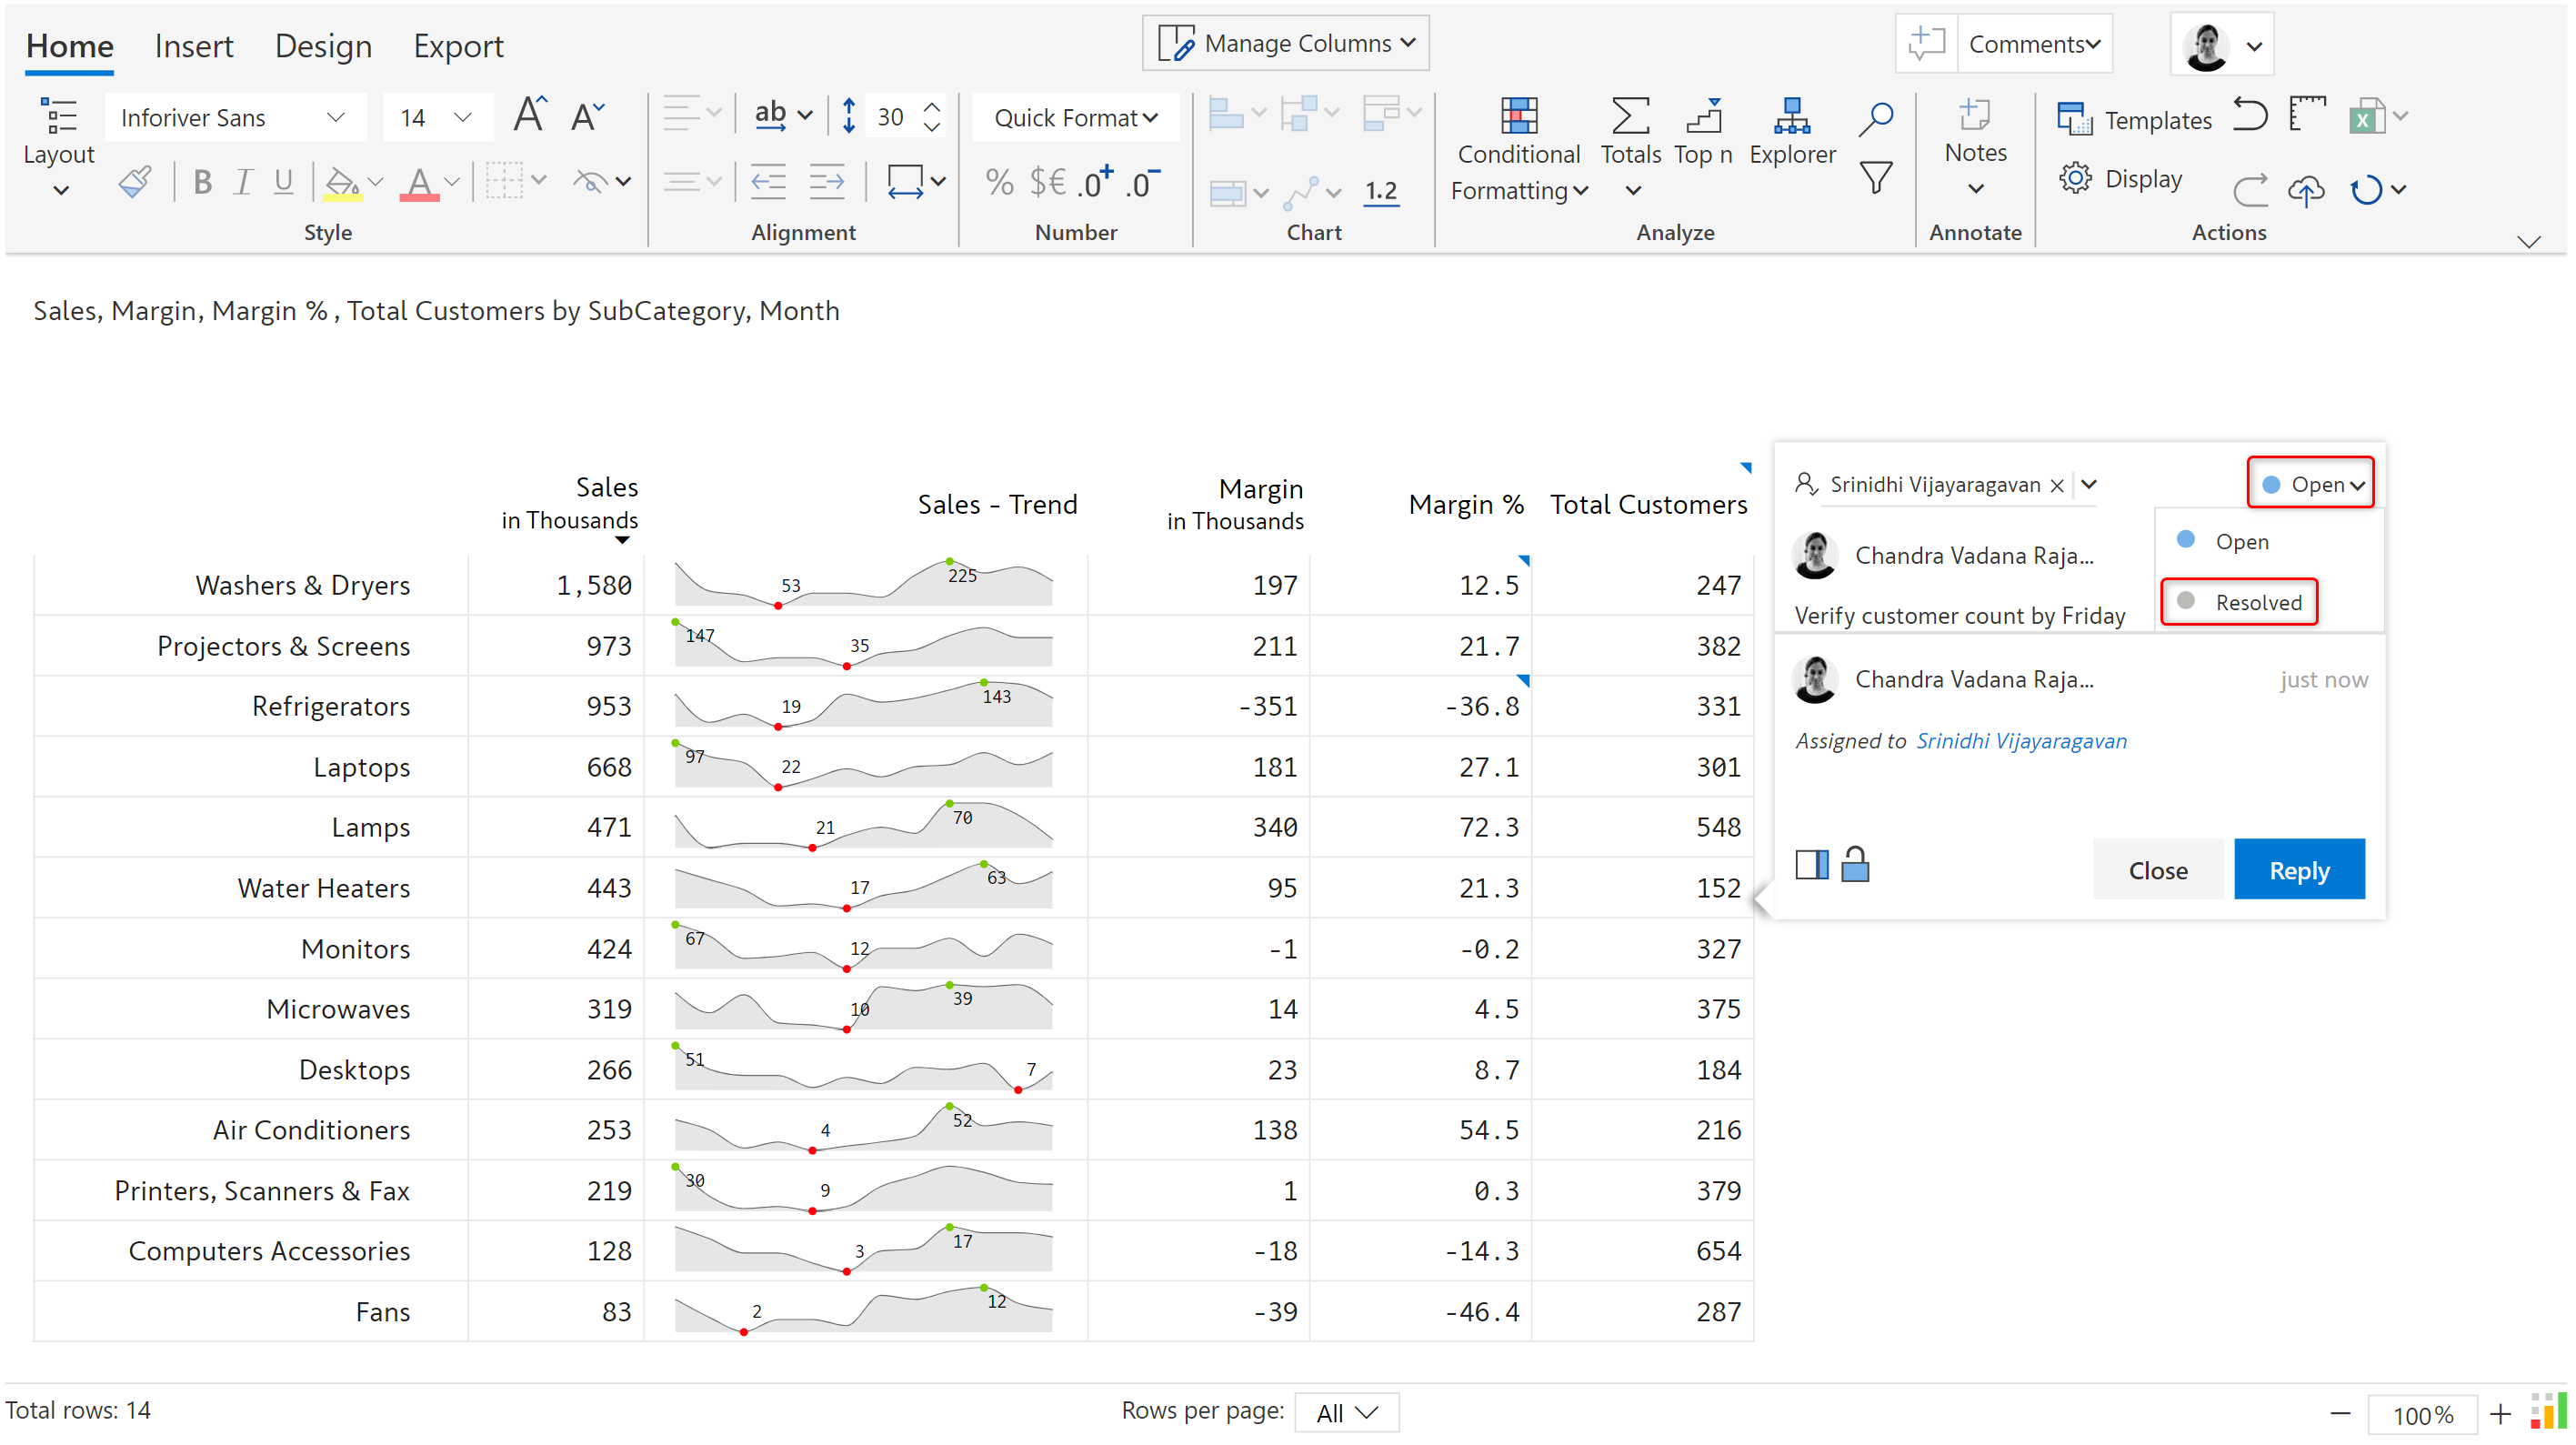 Home Insert Design Export
Manage Columns
Comments
Layout
Inforiver Sans
14
A A
ab
30
Quick Format
Conditional Formatting
Totals
Top n
Explorer
Notes
Templates
B I U
A
% $€ .0+ .0-
1.2
Display
Style
Alignment
Number
Chart
Analyze
Annotate
Actions
Sales, Margin, Margin % , Total Customers by SubCategory, Month
Sales in Thousands
Sales - Trend
Margin in Thousands
Margin %
Total Customers
Washers & Dryers 1,580 53 225 197 12.5 247
Projectors & Screens 973 147 35 211 21.7 382
Refrigerators 953 19 143 -351 -36.8 331
Laptops 668 97 22 181 27.1 301
Lamps 471 21 70 340 72.3 548
Water Heaters 443 17 63 95 21.3 152
Monitors 424 67 12 -1 -0.2 327
Microwaves 319 10 39 14 4.5 375
Desktops 266 51 7 23 8.7 184
Air Conditioners 253 4 52 138 54.5 216
Printers, Scanners & Fax 219 30 9 1 0.3 379
Computers Accessories 128 3 17 -18 -14.3 654
Fans 83 2 12 -39 -46.4 287
Srinidhi Vijayaragavan
Open
Open
Resolved
Chandra Vadana Raja...
Verify customer count by Friday
Chandra Vadana Raja...
just now
Assigned to Srinidhi Vijayaragavan
Close
Reply
Total rows: 14
Rows per page: All
100%